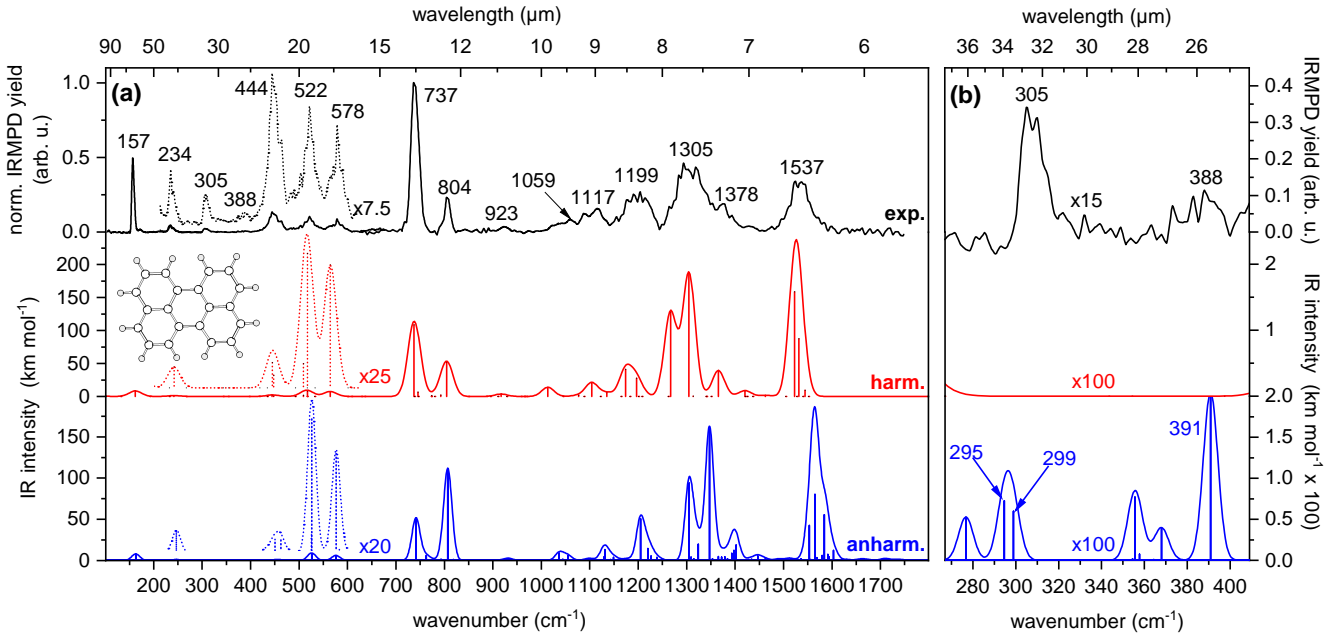 wavelength (µm)
90 50 30 20 16 12 10 9 8 7 6
(a)
norm. IRMPD yield
(arb. u.)
1.0
0.5
0.0
157
234
305
388
444
522
578
x7.5
737
804
923
1059
1117
1199
1305
1378
1537
exp.
IR intensity (km mol-1)
200
150
100
50
0
x25
harm.
150
100
50
0
x20
anharm.
200 300 400 500 600 700 800 900 1000 1100 1200 1300 1400 1500 1600 1700
wavenumber (cm-1)
wavelength (µm)
36 34 32 30 28 26
(b)
305
x15
388
0.4
0.3
0.2
0.1
0.0
IRMPD yield
(arb. u.)
x100
2
1
2.0
1.5
1.0
0.5
0.0
IR intensity (km mol-1 x 100)
295
299
391
x100
280 300 320 340 360 380 400
wavenumber (cm-1)